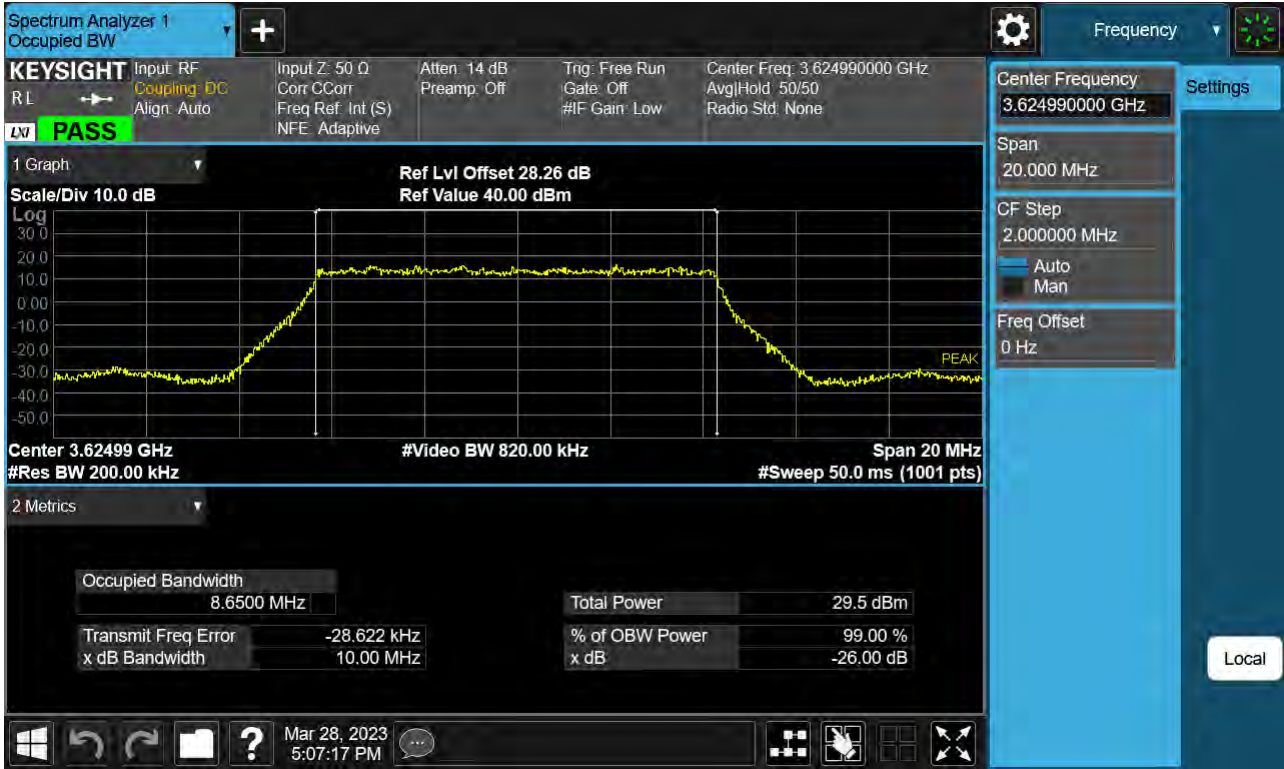 Spectrum Analyzer 1
Occupied BW
▼
+
Frequency
▼
KEYSIGHT
R L
LXI
PASS
Input: RF
Coupling: DC
Align: Auto
Input Z: 50 Ω
Corr CCorr
Freq Ref: Int (S)
NFE: Adaptive
Atten: 14 dB
Preamp: Off
Trig: Free Run
Gate: Off
#IF Gain: Low
Center Freq: 3.624990000 GHz
Avg|Hold: 50/50
Radio Std: None
Center Frequency
3.624990000 GHz
Settings
Span
20.000 MHz
CF Step
2.000000 MHz
Auto
Man
Freq Offset
0 Hz
Local
1 Graph
▼
Scale/Div 10.0 dB
Ref Lvl Offset 28.26 dB
Ref Value 40.00 dBm
Log
30.0
20.0
10.0
0.00
-10.0
-20.0
-30.0
-40.0
-50.0
PEAK
Center 3.62499 GHz
#Video BW 820.00 kHz
Span 20 MHz
#Res BW 200.00 kHz
#Sweep 50.0 ms (1001 pts)
2 Metrics
▼
Occupied Bandwidth
8.6500 MHz
Total Power 29.5 dBm
Transmit Freq Error -28.622 kHz
% of OBW Power 99.00 %
x dB Bandwidth 10.00 MHz
x dB -26.00 dB
?
Mar 28, 2023
5:07:17 PM